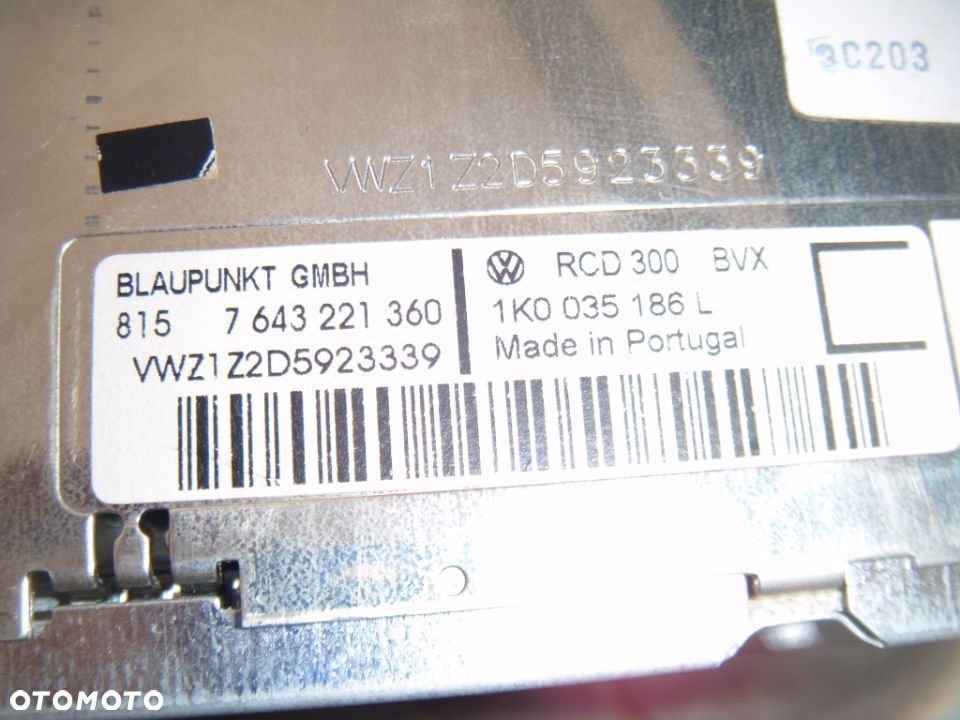 3C203
VWZ1Z2D5923339
BLAUPUNKT GMBH
815 7 643 221 360
VWZ1Z2D5923339
RCD 300 BVX
1K0 035 186 L
Made in Portugal
OTOMOTO